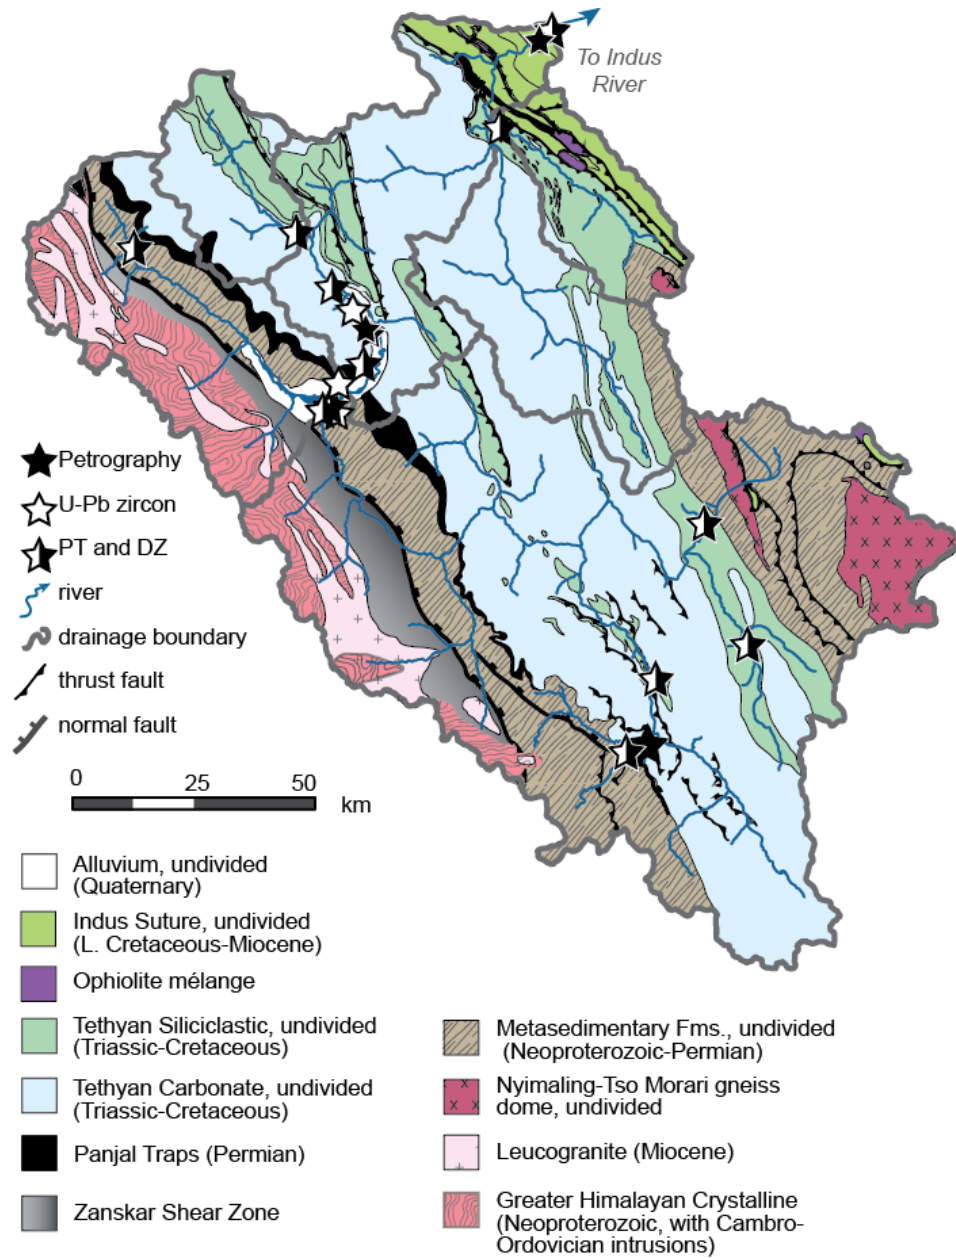 To Indus
River
Petrography
U-Pb zircon
PT and DZ
river
drainage boundary
thrust fault
normal fault
0 25 50
km
Alluvium, undivided
(Quaternary)
Indus Suture, undivided
(L. Cretaceous-Miocene)
Ophiolite mélange
Tethyan Siliciclastic, undivided
(Triassic-Cretaceous)
Tethyan Carbonate, undivided
(Triassic-Cretaceous)
Panjal Traps (Permian)
Zanskar Shear Zone
Metasedimentary Fms., undivided
(Neoproterozoic-Permian)
Nyimaling-Tso Morari gneiss
dome, undivided
Leucogranite (Miocene)
Greater Himalayan Crystalline
(Neoproterozoic, with Cambro-
Ordovician intrusions)